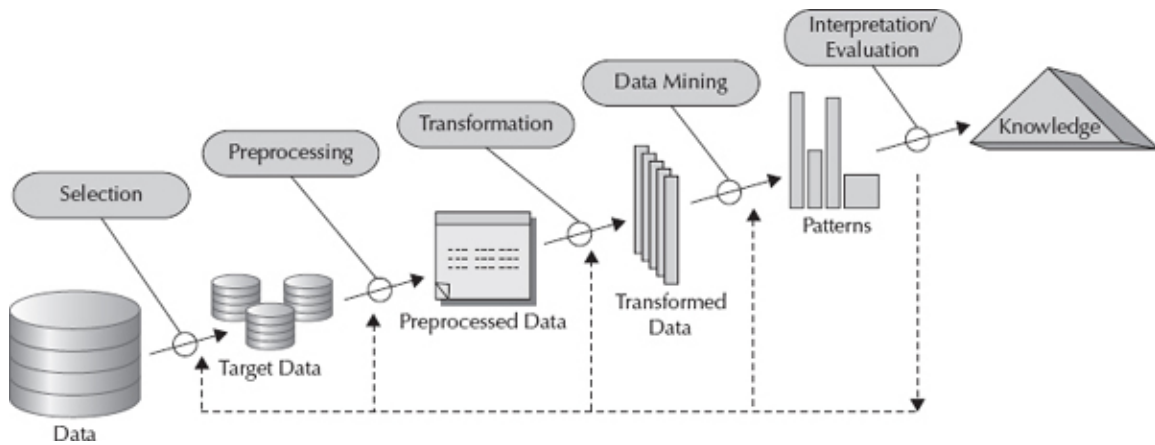 Interpretation/
Evaluation
Data Mining
Transformation
Preprocessing
Selection
Knowledge
Patterns
Transformed
Data
Preprocessed Data
Target Data
Data